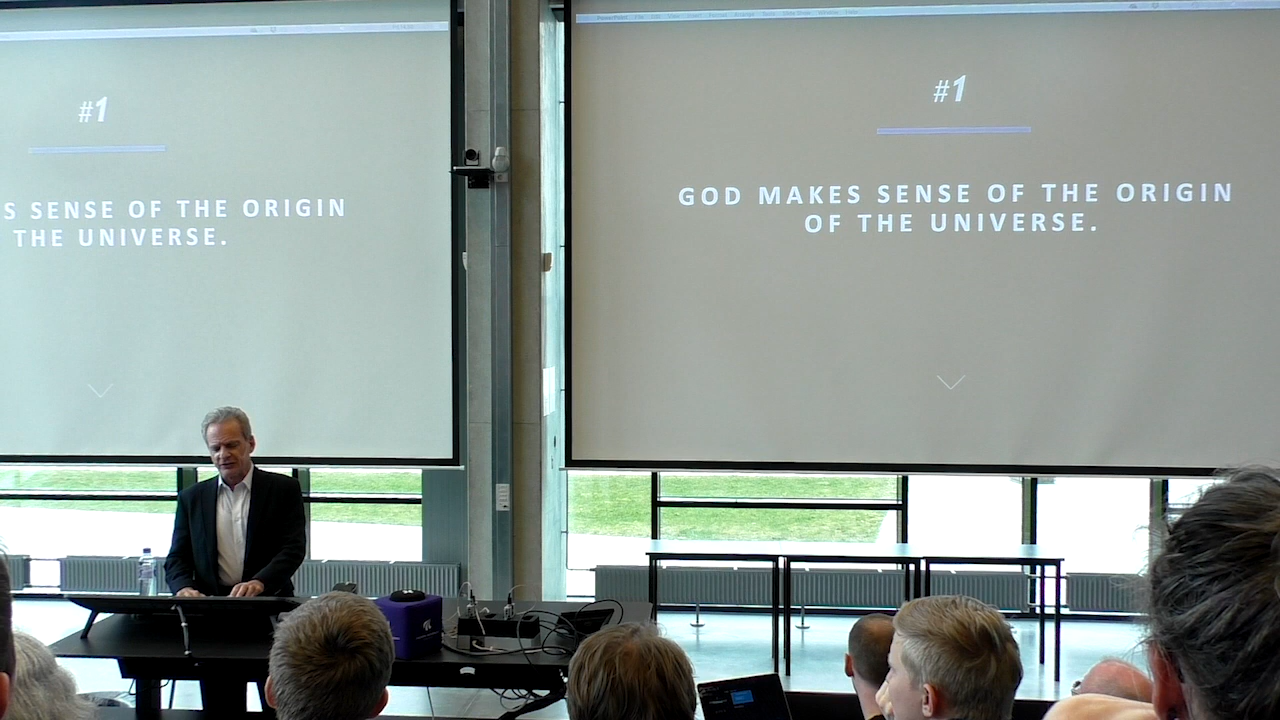 #1
S SENSE OF THE ORIGIN
THE UNIVERSE.
#1
GOD MAKES SENSE OF THE ORIGIN
OF THE UNIVERSE.